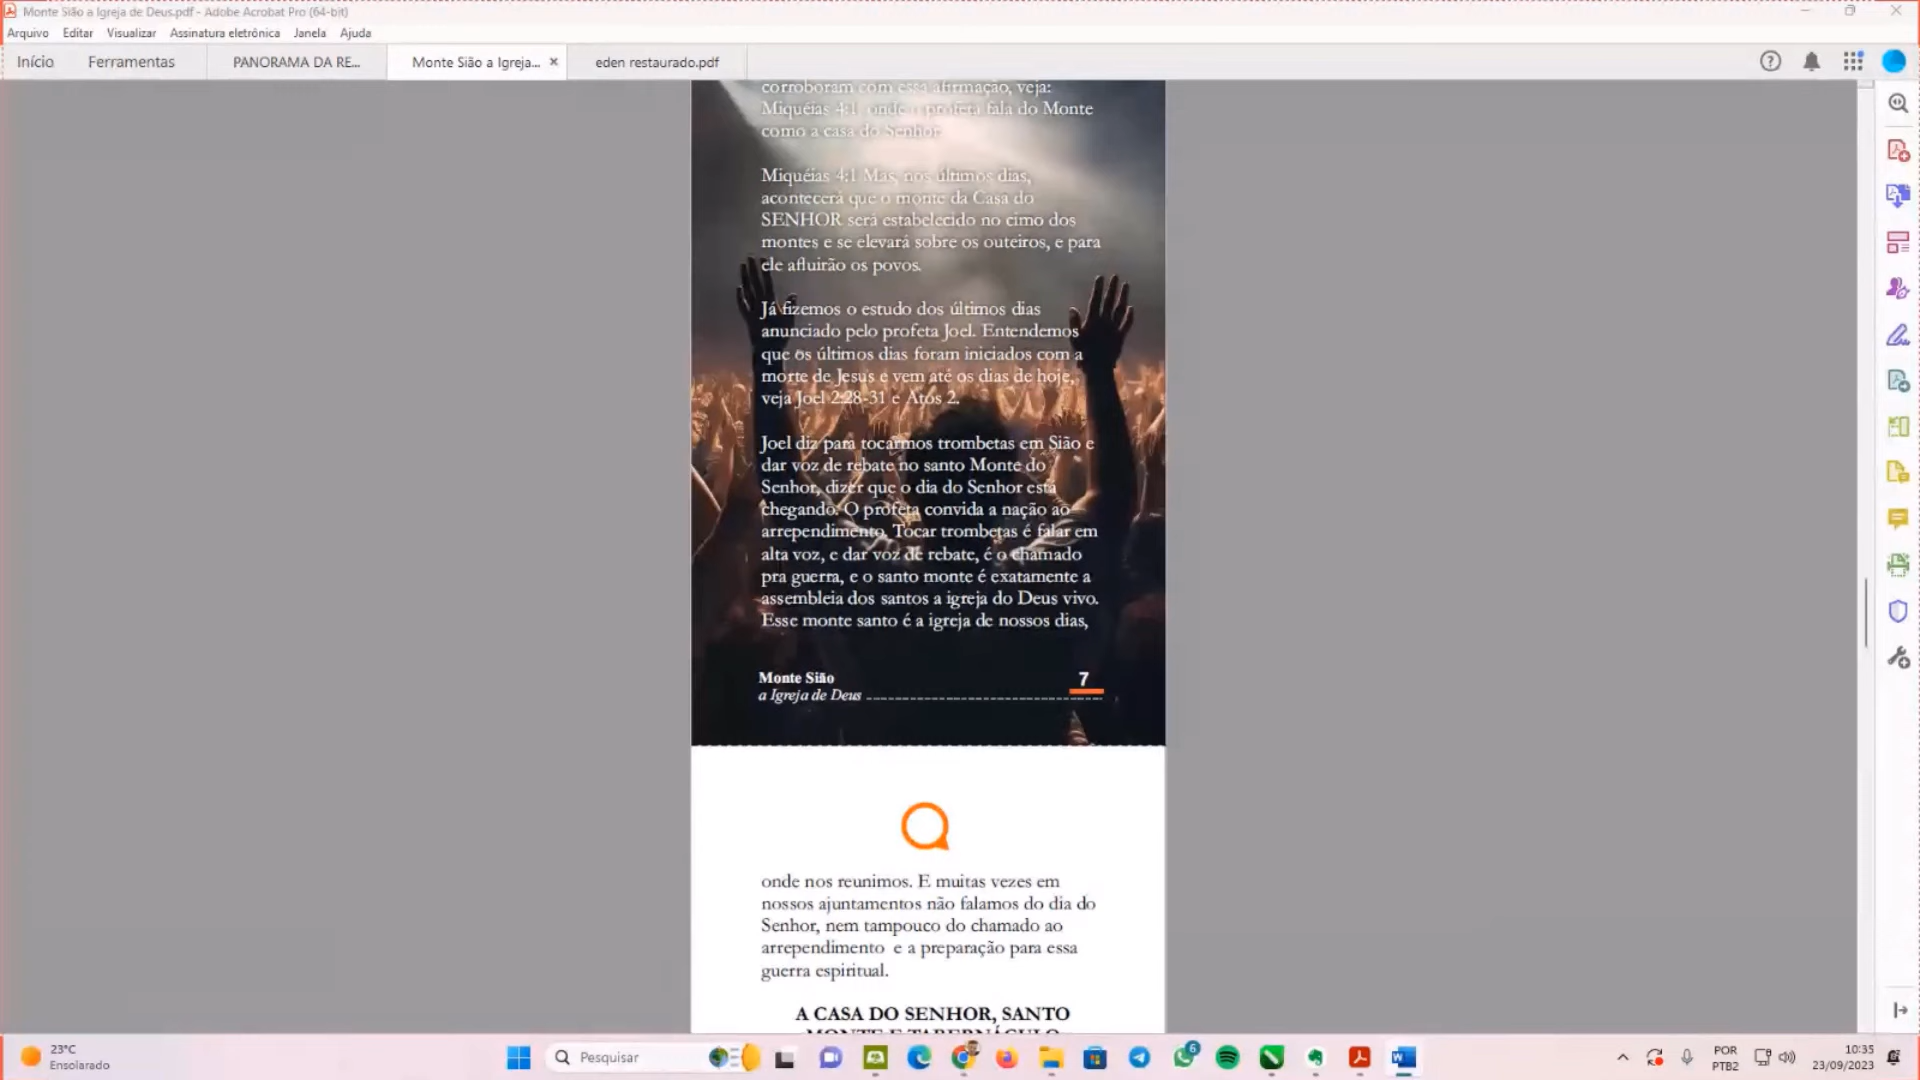 Monte Sião a Igreja de Deus.pdf - Adobe Acrobat Pro (64-bit)
Arquivo Editar Visualizar Assinatura eletrônica Janela Ajuda
Início Ferramentas PANORAMA DA RE... Monte Sião a Igreja... × eden restaurado.pdf
corroboram com essa afirmação, veja:
Miquéias 4:1 onde o profeta fala do Monte
como a casa do Senhor
Miquéias 4:1 Mas, nos últimos dias,
acontecerá que o monte da Casa do
SENHOR será estabelecido no cimo dos
montes e se elevará sobre os outeiros, e para
ele afluirão os povos.
Já fizemos o estudo dos últimos dias
anunciado pelo profeta Joel. Entendemos
que os últimos dias foram iniciados com a
morte de Jesus e vem até os dias de hoje,
veja Joel 2:28-31 e Atos 2.
Joel diz para tocarmos trombetas em Sião e
dar voz de rebate no santo Monte do
Senhor, dizer que o dia do Senhor está
chegando. O profeta convida a nação ao
arrependimento. Tocar trombetas é falar em
alta voz, e dar voz de rebate, é o chamado
pra guerra, e o santo monte é exatamente a
assembleia dos santos a igreja do Deus vivo.
Esse monte santo é a igreja de nossos dias,
Monte Sião 7
a Igreja de Deus
onde nos reunimos. E muitas vezes em
nossos ajuntamentos não falamos do dia do
Senhor, nem tampouco do chamado ao
arrependimento e a preparação para essa
guerra espiritual.
A CASA DO SENHOR, SANTO
MONTE E TABERNÁCULO
23°C
Ensolarado
Pesquisar
6
POR
PTB2
10:35
23/09/2023